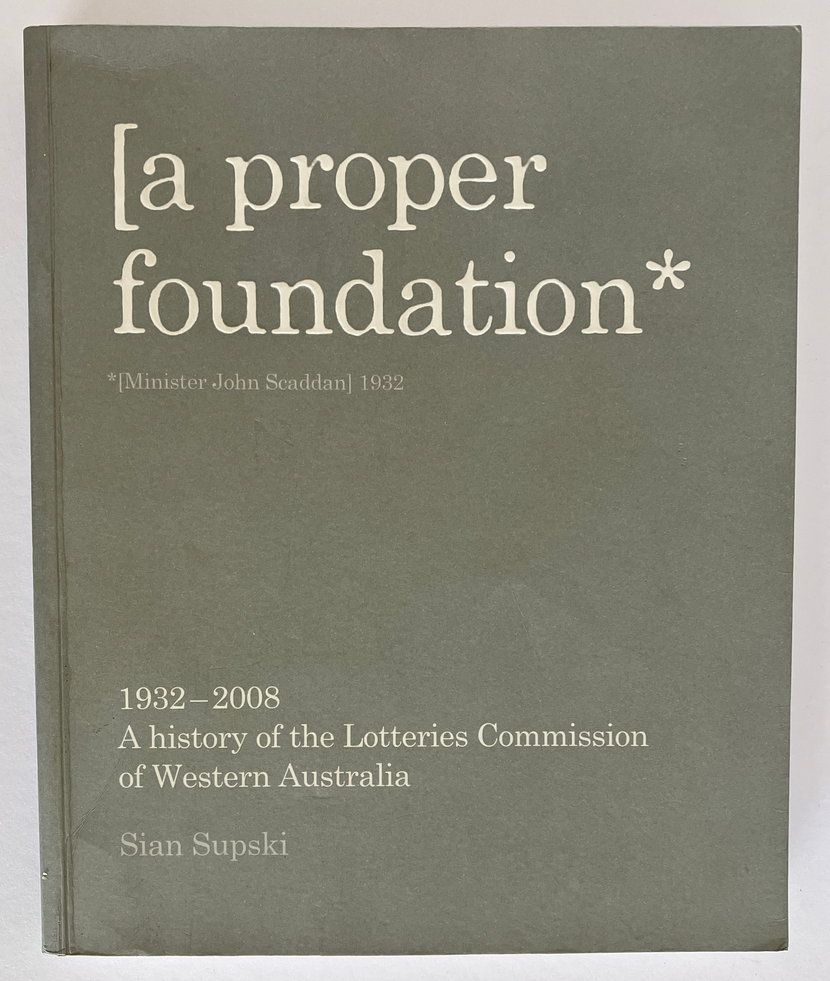 [a proper
foundation*
*[Minister John Scaddan] 1932
1932–2008
A history of the Lotteries Commission
of Western Australia
Sian Supski